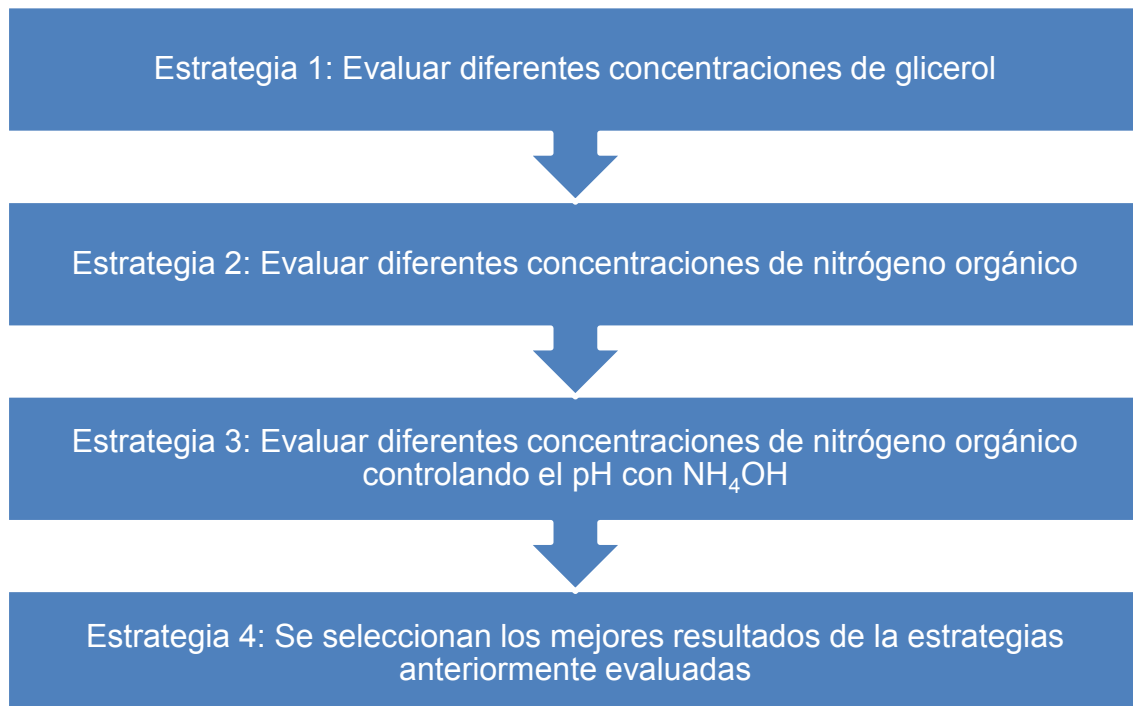 Estrategia 1: Evaluar diferentes concentraciones de glicerol
Estrategia 2: Evaluar diferentes concentraciones de nitrógeno orgánico
Estrategia 3: Evaluar diferentes concentraciones de nitrógeno orgánico
controlando el pH con NH₄OH
Estrategia 4: Se seleccionan los mejores resultados de la estrategias
anteriormente evaluadas